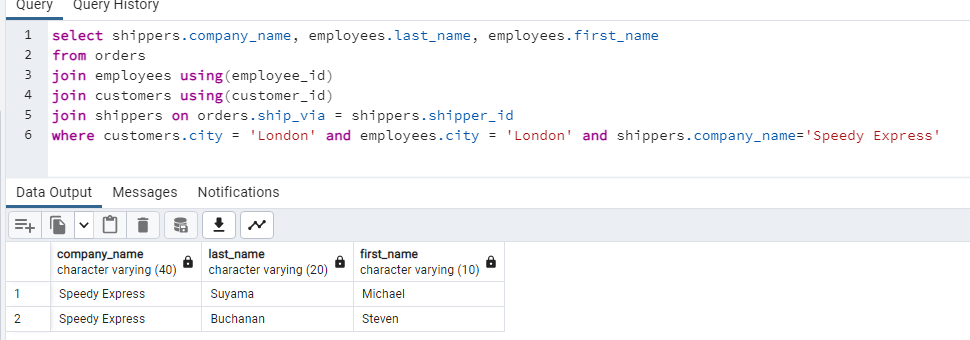 Query Query History
1 select shippers.company_name, employees.last_name, employees.first_name
2 from orders
3 join employees using(employee_id)
4 join customers using(customer_id)
5 join shippers on orders.ship_via = shippers.shipper_id
6 where customers.city = 'London' and employees.city = 'London' and shippers.company_name='Speedy Express'
Data Output Messages Notifications
company_name last_name first_name
character varying (40) character varying (20) character varying (10)
1 Speedy Express Suyama Michael
2 Speedy Express Buchanan Steven